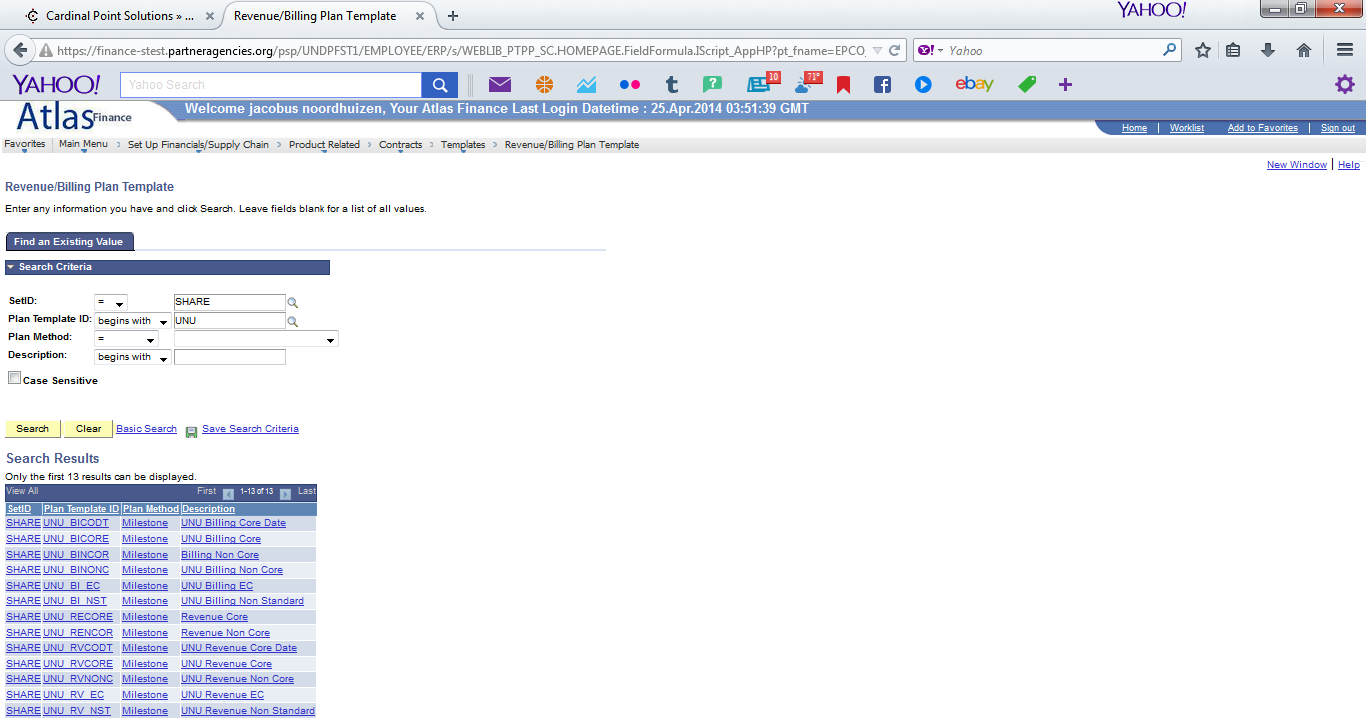 Cardinal Point Solutions » ...
Revenue/Billing Plan Template
YAHOO!
https://finance-stest.partneragencies.org/psp/UNDPFST1/EMPLOYEE/ERP/s/WEBLIB_PTPP_SC.HOMEPAGE.FieldFormula.IScript_AppHP?pt_fname=EPCO_
Y! Yahoo
YAHOO! Yahoo Search t ? 10 71° f ebay
Atlas Finance
Welcome jacobus noordhuizen, Your Atlas Finance Last Login Datetime : 25.Apr.2014 03:51:39 GMT
Home | Worklist Add to Favorites | Sign out
Favorites Main Menu > Set Up Financials/Supply Chain > Product Related > Contracts > Templates > Revenue/Billing Plan Template
New Window | Help
Revenue/Billing Plan Template
Enter any information you have and click Search. Leave fields blank for a list of all values.
Find an Existing Value
Search Criteria
SetID: = SHARE
Plan Template ID: begins with UNU
Plan Method: =
Description: begins with
Case Sensitive
Search Clear Basic Search Save Search Criteria
Search Results
Only the first 13 results can be displayed.
View All First 1-13 of 13 Last
SetID Plan Template ID Plan Method Description
SHARE UNU_BICODT Milestone UNU Billing Core Date
SHARE UNU_BICORE Milestone UNU Billing Core
SHARE UNU_BINCOR Milestone Billing Non Core
SHARE UNU_BINONC Milestone UNU Billing Non Core
SHARE UNU_BI_EC Milestone UNU Billing EC
SHARE UNU_BI_NST Milestone UNU Billing Non Standard
SHARE UNU_RECORE Milestone Revenue Core
SHARE UNU_RENCOR Milestone Revenue Non Core
SHARE UNU_RVCODT Milestone UNU Revenue Core Date
SHARE UNU_RVCORE Milestone UNU Revenue Core
SHARE UNU_RVNONC Milestone UNU Revenue Non Core
SHARE UNU_RV_EC Milestone UNU Revenue EC
SHARE UNU_RV_NST Milestone UNU Revenue Non Standard